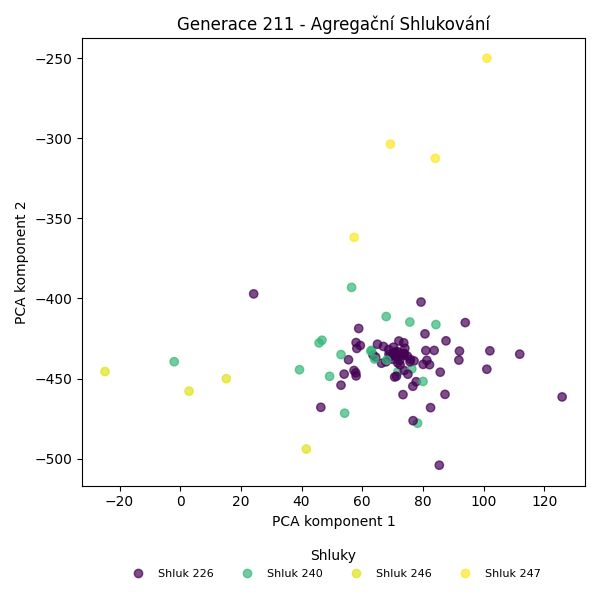 Generace 211 - Agregační Shlukování
PCA komponent 2
−250
−300
−350
−400
−450
−500
−20 0 20 40 60 80 100 120
PCA komponent 1
Shluky
Shluk 226 Shluk 240 Shluk 246 Shluk 247